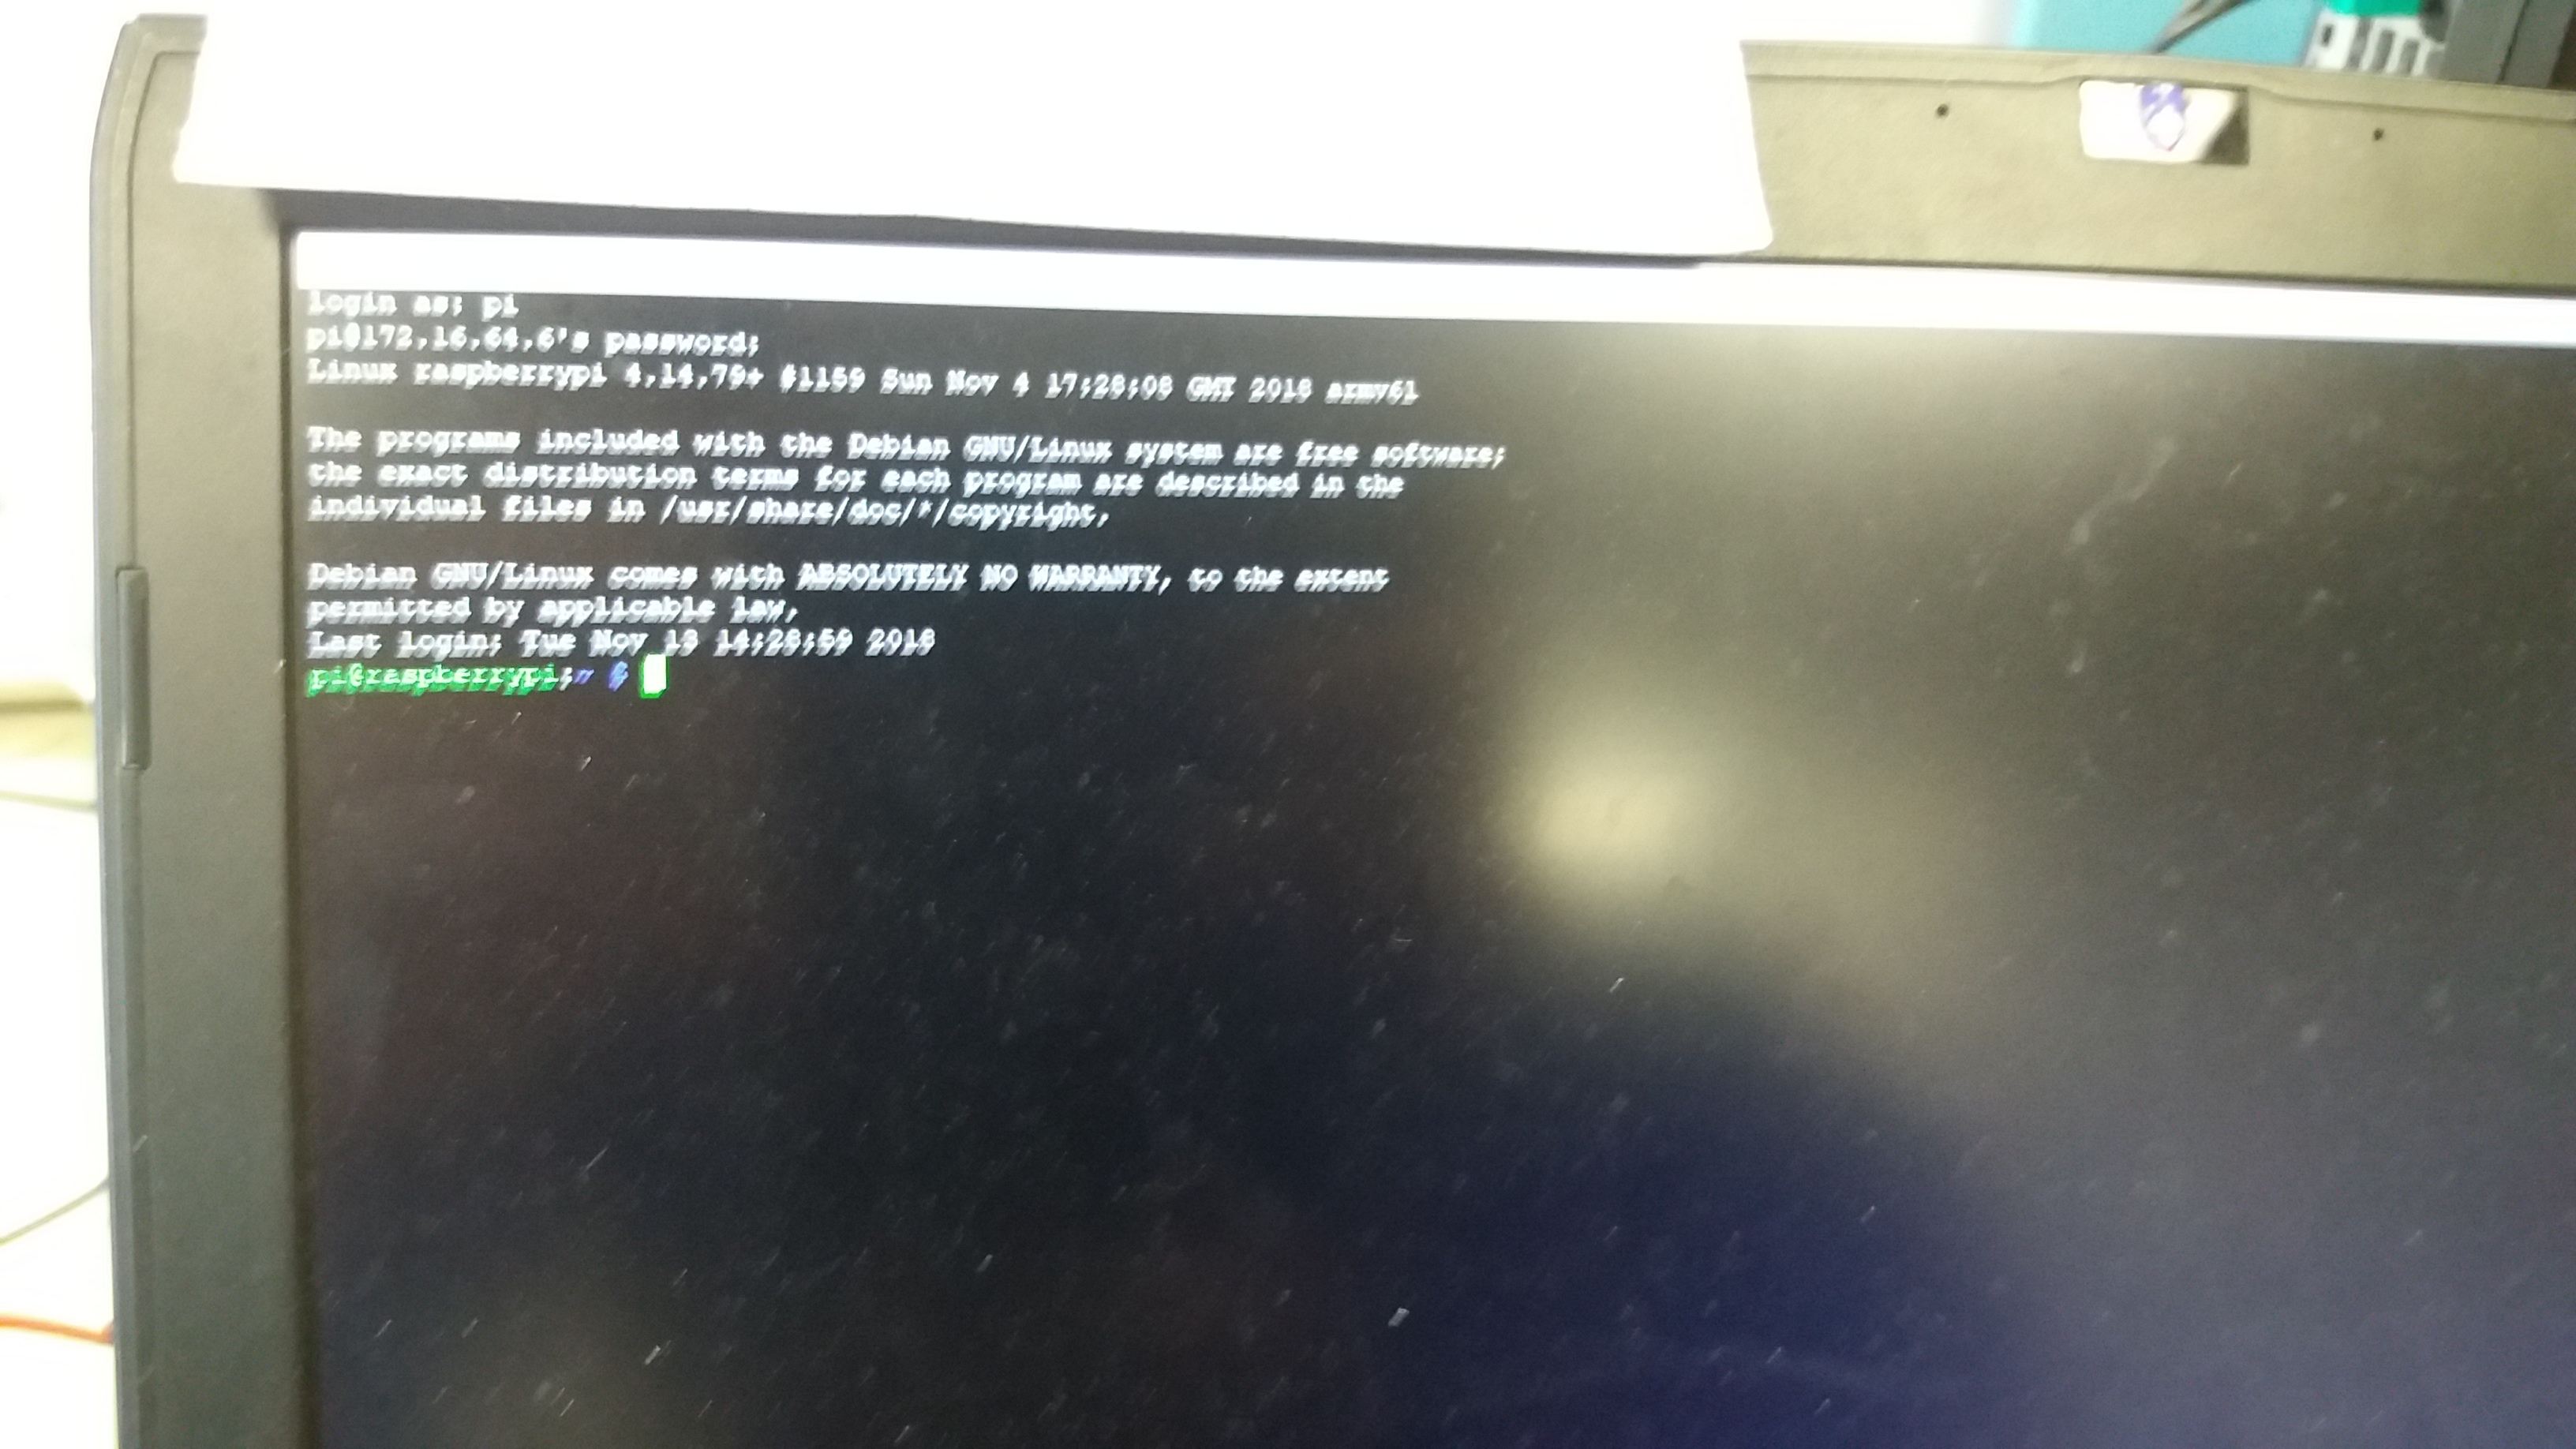 login as: pi
pi@172.16.64.6's password:
Linux raspberrypi 4.14.79+ #1159 Sun Nov 4 17:28:08 GMT 2018 armv6l
The programs included with the Debian GNU/Linux system are free software;
the exact distribution terms for each program are described in the
individual files in /usr/share/doc/*/copyright.
Debian GNU/Linux comes with ABSOLUTELY NO WARRANTY, to the extent
permitted by applicable law.
Last login: Tue Nov 13 14:28:59 2018
pi@raspberrypi:~ $